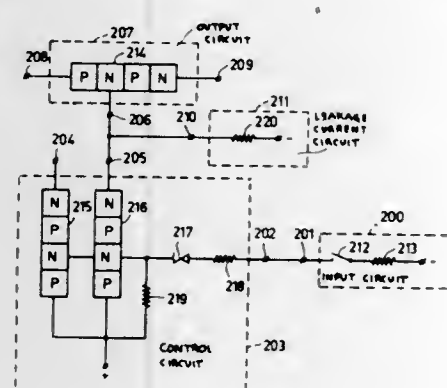 207
OUTPUT
CIRCUIT
208
214
P N P N
209
206
210
211
220
LEAKAGE
CURRENT
CIRCUIT
-
204
205
N
P
N
P
215
N
P
N
P
216
217
218
219
202
201
200
212
213
-
INPUT CIRCUIT
203
CONTROL
CIRCUIT
+